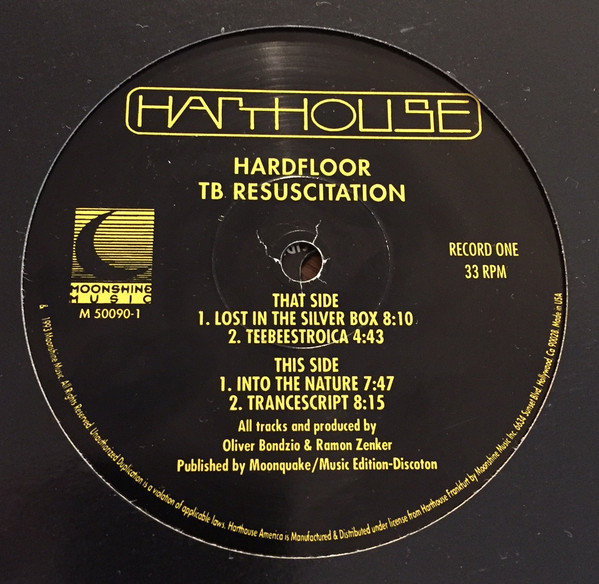 HARTHOUSE
HARDFLOOR
TB RESUSCITATION
MOONSHINE
MUSIC
M 50090-1
RECORD ONE
33 RPM
THAT SIDE
1. LOST IN THE SILVER BOX 8:10
2. TEEBEESTROICA 4:43
THIS SIDE
1. INTO THE NATURE 7:47
2. TRANCESCRIPT 8:15
All tracks and produced by
Oliver Bondzio & Ramon Zenker
Published by Moonquake/Music Edition-Discoton
& 1993 Moonshine Music. All Rights Reserved. Unauthorized Duplication is a violation of applicable laws. Harthouse America is Manufactured & Distributed under license from Harthouse Frankfurt by Moonshine Music Inc. 6634 Sunset Blvd. Hollywood, Ca 90028. Made in USA